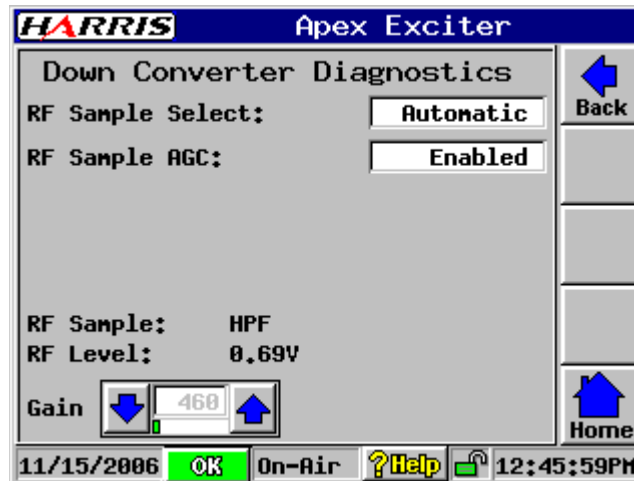 HARRIS Apex Exciter
Down Converter Diagnostics
Back
RF Sample Select: Automatic
RF Sample AGC: Enabled
RF Sample: HPF
RF Level: 0.69V
Gain 460
Home
11/15/2006 OK On-Air ?Help 12:45:59PM